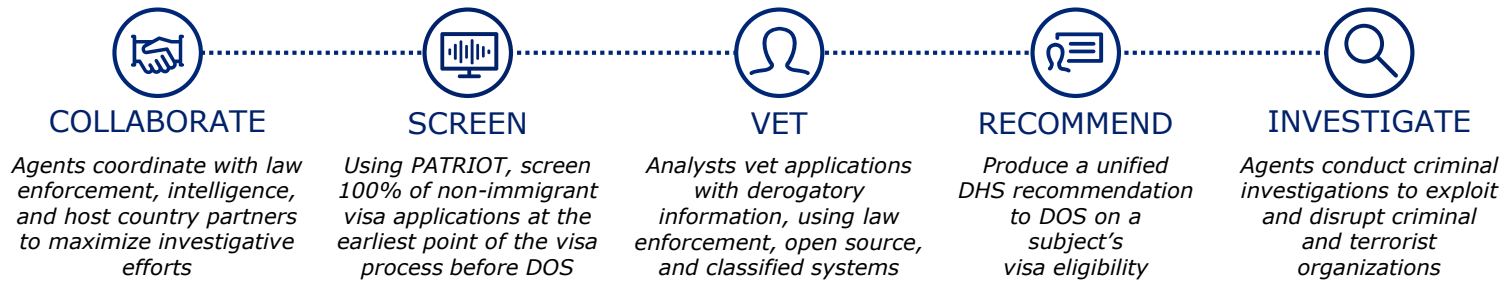 COLLABORATE
Agents coordinate with law
enforcement, intelligence,
and host country partners
to maximize investigative
efforts
SCREEN
Using PATRIOT, screen
100% of non-immigrant
visa applications at the
earliest point of the visa
process before DOS
VET
Analysts vet applications
with derogatory
information, using law
enforcement, open source,
and classified systems
RECOMMEND
Produce a unified
DHS recommendation
to DOS on a
subject’s
visa eligibility
INVESTIGATE
Agents conduct criminal
investigations to exploit
and disrupt criminal
and terrorist
organizations